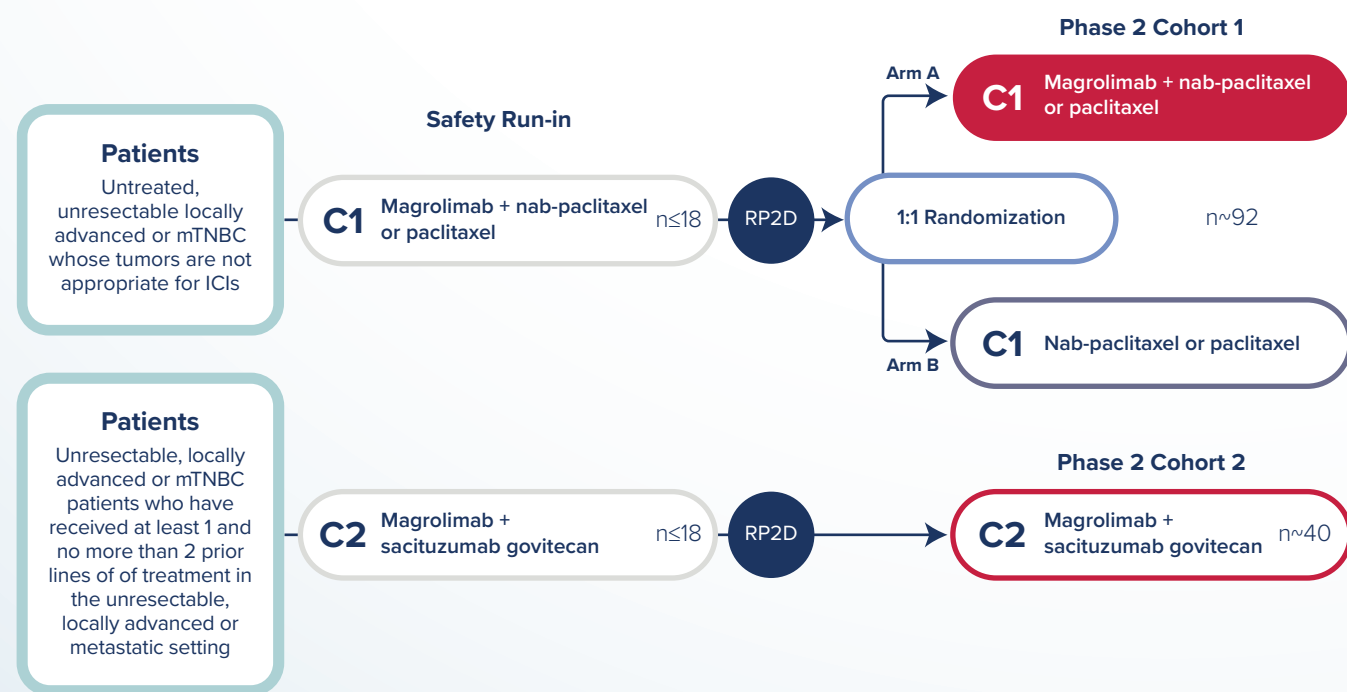 Phase 2 Cohort 1
Arm A
C1
Magrolimab + nab-paclitaxel
or paclitaxel
Safety Run-in
Patients
Untreated,
unresectable locally
advanced or mTNBC
whose tumors are not
appropriate for ICIs
C1
Magrolimab + nab-paclitaxel
or paclitaxel
n≤18
RP2D
1:1 Randomization
n~92
C1
Nab-paclitaxel or paclitaxel
Arm B
Patients
Unresectable, locally
advanced or mTNBC
patients who have
received at least 1 and
no more than 2 prior
lines of of treatment in
the unresectable,
locally advanced or
metastatic setting
C2
Magrolimab +
sacituzumab govitecan
n≤18
RP2D
Phase 2 Cohort 2
C2
Magrolimab +
sacituzumab govitecan
n~40